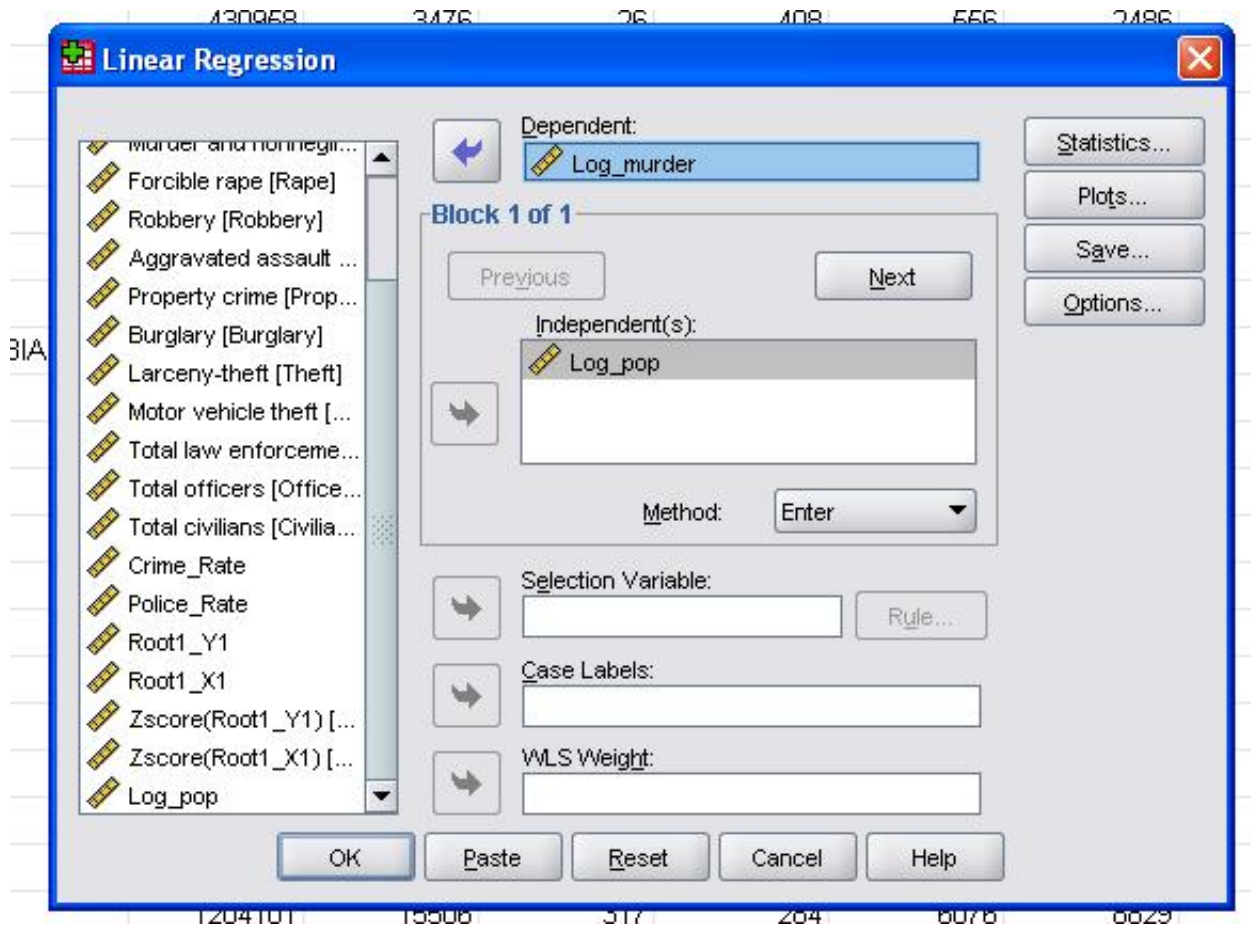 430958 3476 26 408 556 2486
Linear Regression
Murder and nonnegli...
Forcible rape [Rape]
Robbery [Robbery]
Aggravated assault ...
Property crime [Prop...
Burglary [Burglary]
Larceny-theft [Theft]
Motor vehicle theft [...
Total law enforceme...
Total officers [Office...
Total civilians [Civilia...
Crime_Rate
Police_Rate
Root1_Y1
Root1_X1
Zscore(Root1_Y1) [...
Zscore(Root1_X1) [...
Log_pop
BIA
Dependent:
Log_murder
Block 1 of 1
Previous Next
Independent(s):
Log_pop
Method: Enter
Selection Variable:
Rule...
Case Labels:
WLS Weight:
Statistics...
Plots...
Save...
Options...
OK Paste Reset Cancel Help
1204101 15506 317 284 6076 8829